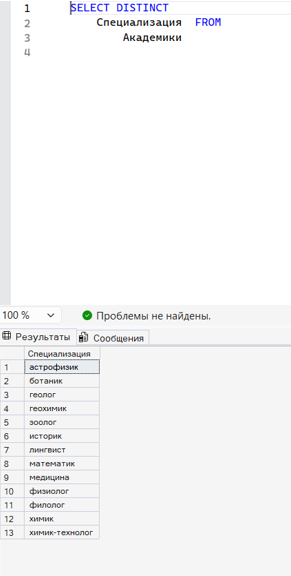 1 SELECT DISTINCT
2 Специализация FROM
3 Академики
4
100 % Проблемы не найдены.
Результаты Сообщения
Специализация
1 астрофизик
2 ботаник
3 геолог
4 геохимик
5 зоолог
6 историк
7 лингвист
8 математик
9 медицина
10 физиолог
11 филолог
12 химик
13 химик-технолог